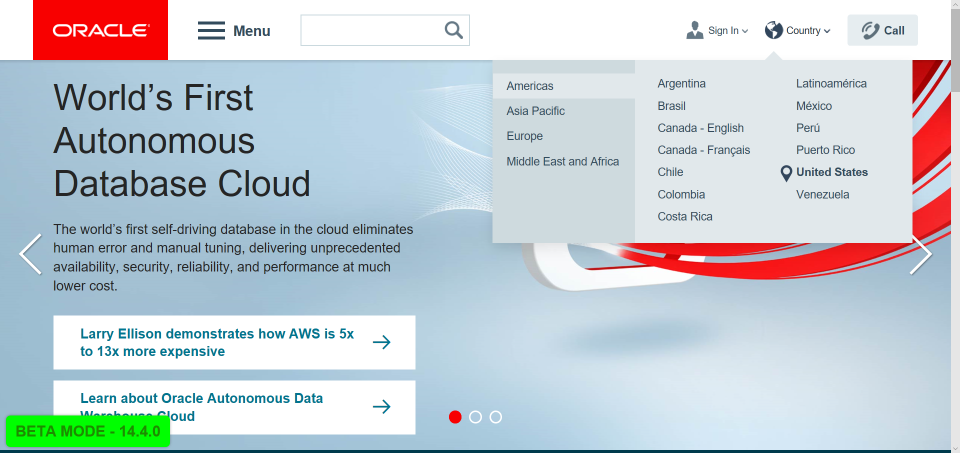 ORACLE
Menu
Sign In
Country
Call
Americas
Asia Pacific
Europe
Middle East and Africa
Argentina
Brasil
Canada - English
Canada - Français
Chile
Colombia
Costa Rica
Latinoamérica
México
Perú
Puerto Rico
United States
Venezuela
World’s First
Autonomous
Database Cloud
The world’s first self-driving database in the cloud eliminates
human error and manual tuning, delivering unprecedented
availability, security, reliability, and performance at much
lower cost.
Larry Ellison demonstrates how AWS is 5x
to 13x more expensive
Learn about Oracle Autonomous Data
Warehouse Cloud
BETA MODE - 14.4.0